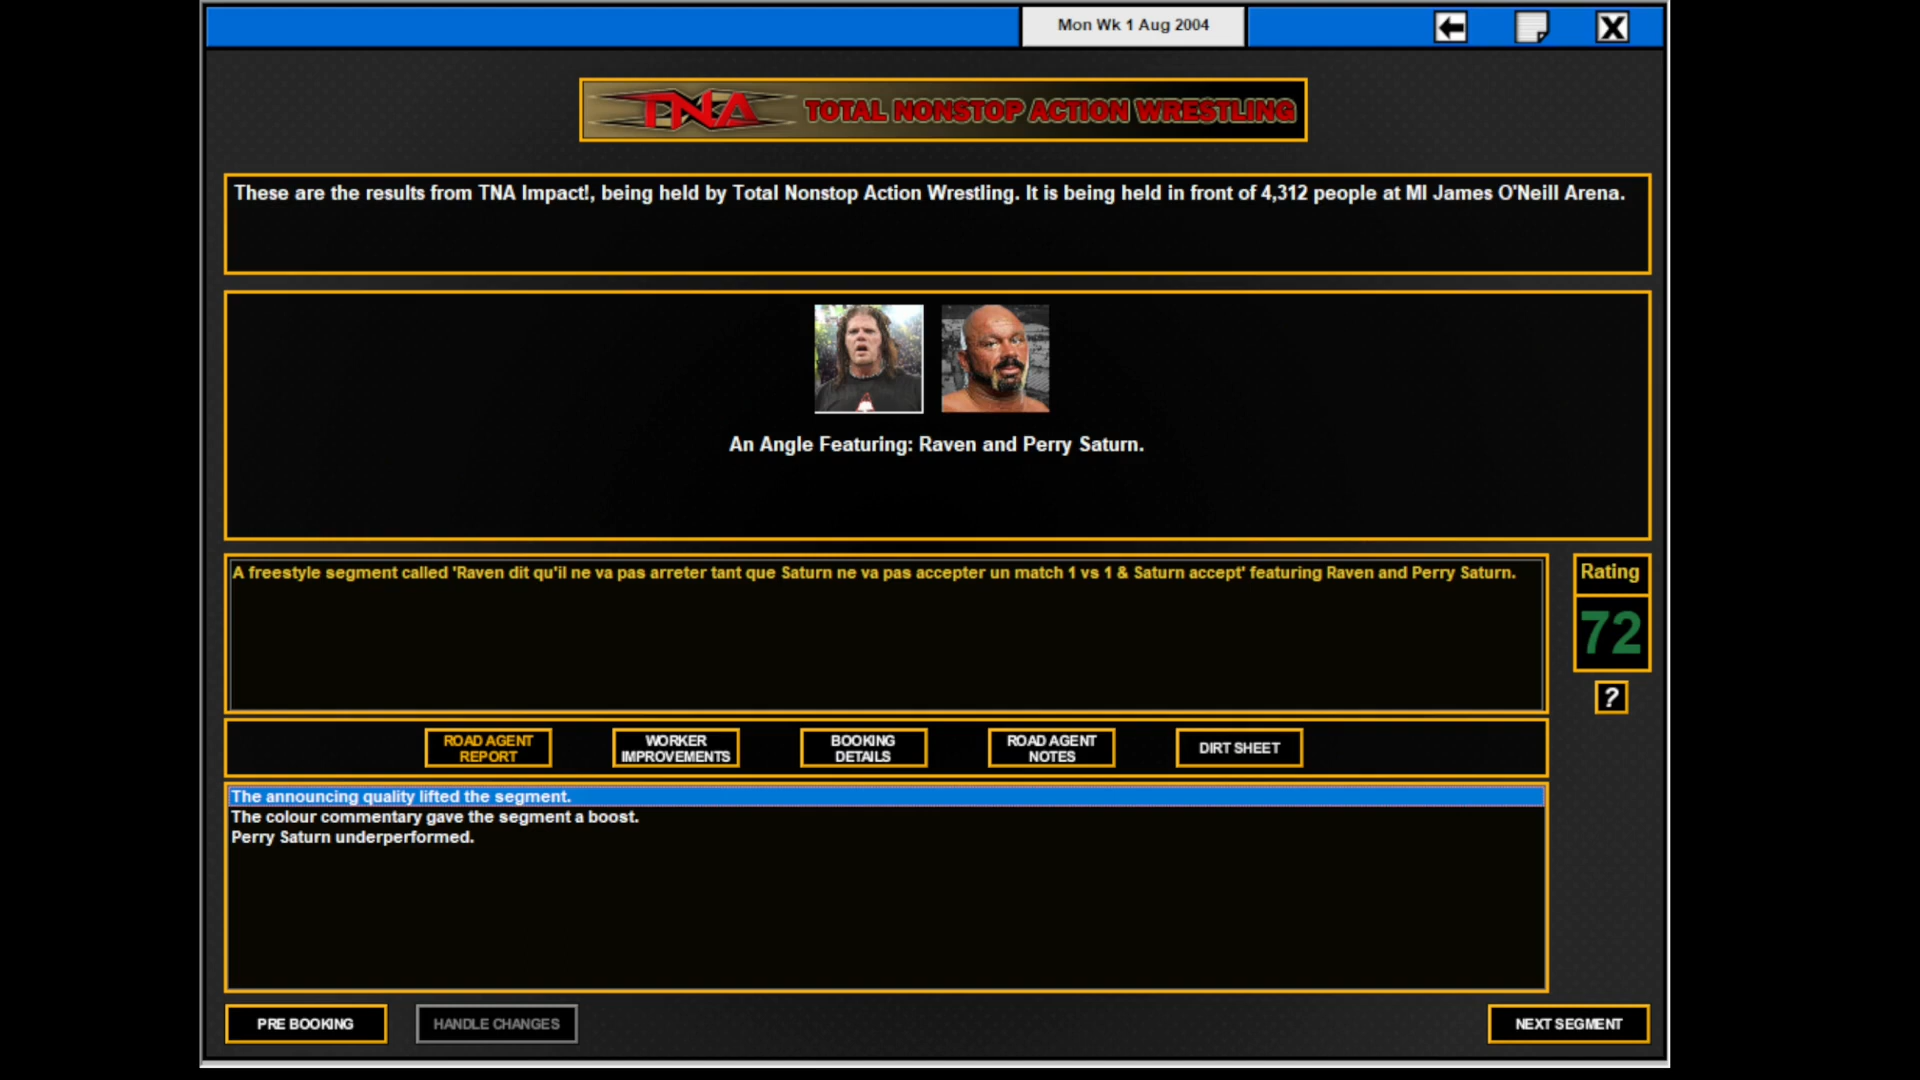 Mon Wk 1 Aug 2004
TNA TOTAL NONSTOP ACTION WRESTLING
These are the results from TNA Impact!, being held by Total Nonstop Action Wrestling. It is being held in front of 4,312 people at MI James O'Neill Arena.
An Angle Featuring: Raven and Perry Saturn.
A freestyle segment called 'Raven dit qu'il ne va pas arreter tant que Saturn ne va pas accepter un match 1 vs 1 & Saturn accept' featuring Raven and Perry Saturn.
Rating
72
?
ROAD AGENT
REPORT
WORKER
IMPROVEMENTS
BOOKING
DETAILS
ROAD AGENT
NOTES
DIRT SHEET
The announcing quality lifted the segment.
The colour commentary gave the segment a boost.
Perry Saturn underperformed.
PRE BOOKING
HANDLE CHANGES
NEXT SEGMENT